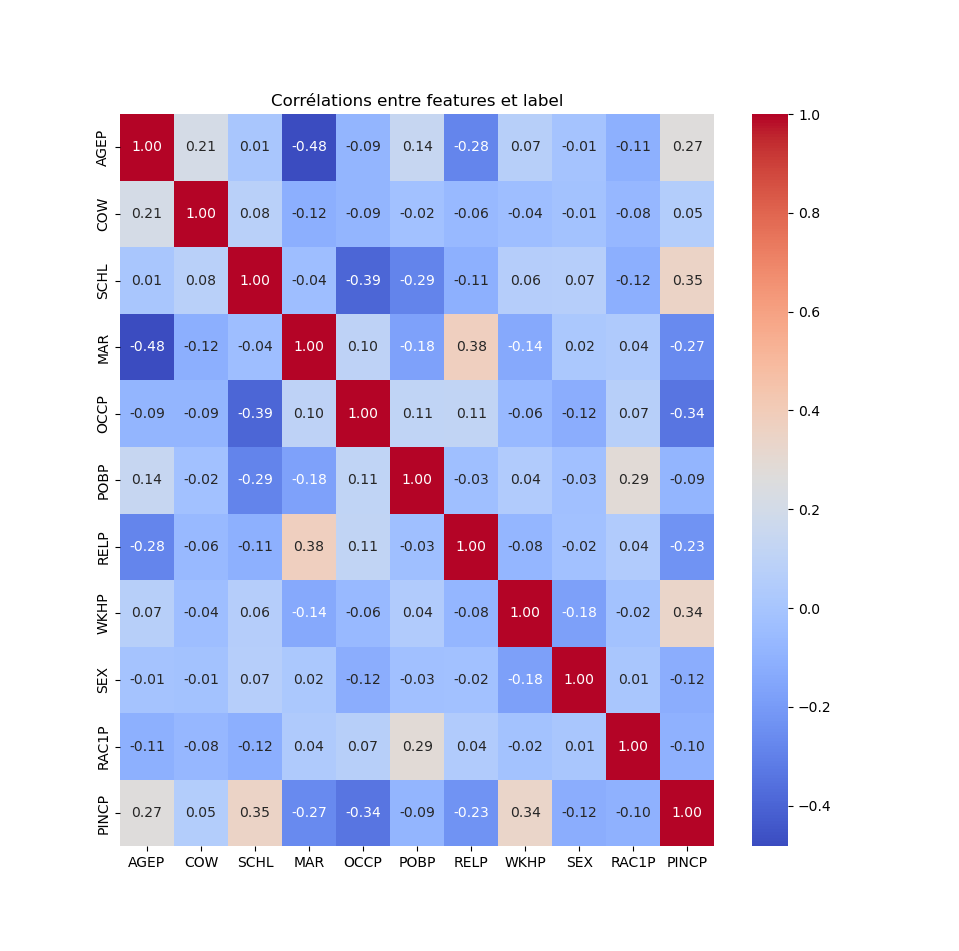 Corrélations entre features et label
AGEP 1.00 0.21 0.01 -0.48 -0.09 0.14 -0.28 0.07 -0.01 -0.11 0.27
COW 0.21 1.00 0.08 -0.12 -0.09 -0.02 -0.06 -0.04 -0.01 -0.08 0.05
SCHL 0.01 0.08 1.00 -0.04 -0.39 -0.29 -0.11 0.06 0.07 -0.12 0.35
MAR -0.48 -0.12 -0.04 1.00 0.10 -0.18 0.38 -0.14 0.02 0.04 -0.27
OCCP -0.09 -0.09 -0.39 0.10 1.00 0.11 0.11 -0.06 -0.12 0.07 -0.34
POBP 0.14 -0.02 -0.29 -0.18 0.11 1.00 -0.03 0.04 -0.03 0.29 -0.09
RELP -0.28 -0.06 -0.11 0.38 0.11 -0.03 1.00 -0.08 -0.02 0.04 -0.23
WKHP 0.07 -0.04 0.06 -0.14 -0.06 0.04 -0.08 1.00 -0.18 -0.02 0.34
SEX -0.01 -0.01 0.07 0.02 -0.12 -0.03 -0.02 -0.18 1.00 0.01 -0.12
RAC1P -0.11 -0.08 -0.12 0.04 0.07 0.29 0.04 -0.02 0.01 1.00 -0.10
PINCP 0.27 0.05 0.35 -0.27 -0.34 -0.09 -0.23 0.34 -0.12 -0.10 1.00
AGEP COW SCHL MAR OCCP POBP RELP WKHP SEX RAC1P PINCP
1.0
0.8
0.6
0.4
0.2
0.0
−0.2
−0.4